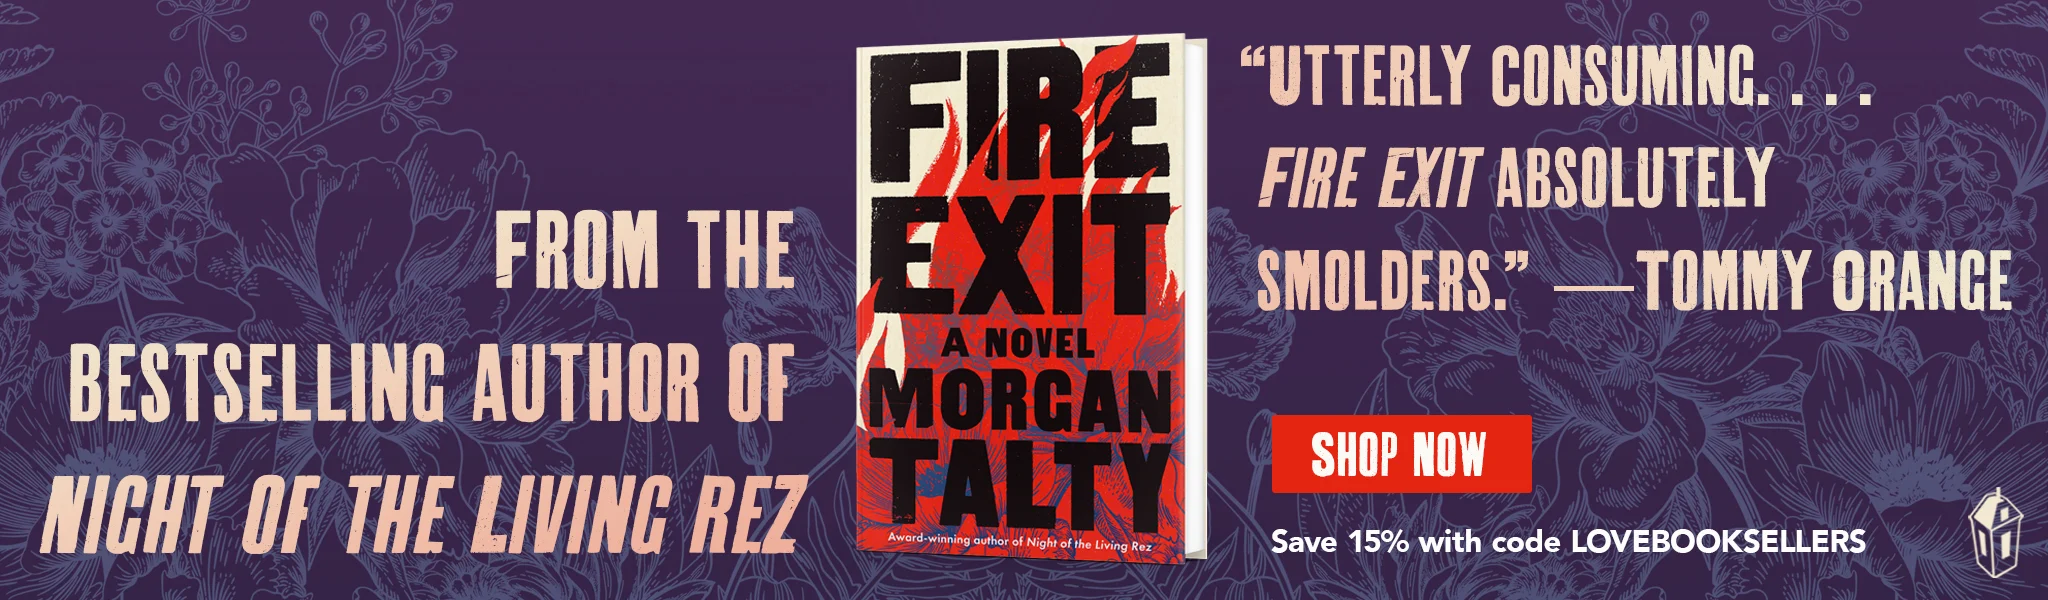 FROM THE
BESTSELLING AUTHOR OF
NIGHT OF THE LIVING REZ
FIRE
EXIT
A NOVEL
MORGAN
TALTY
Award-winning author of Night of the Living Rez
“UTTERLY CONSUMING. . . .
FIRE EXIT ABSOLUTELY
SMOLDERS.” —TOMMY ORANGE
SHOP NOW
Save 15% with code LOVEBOOKSELLERS